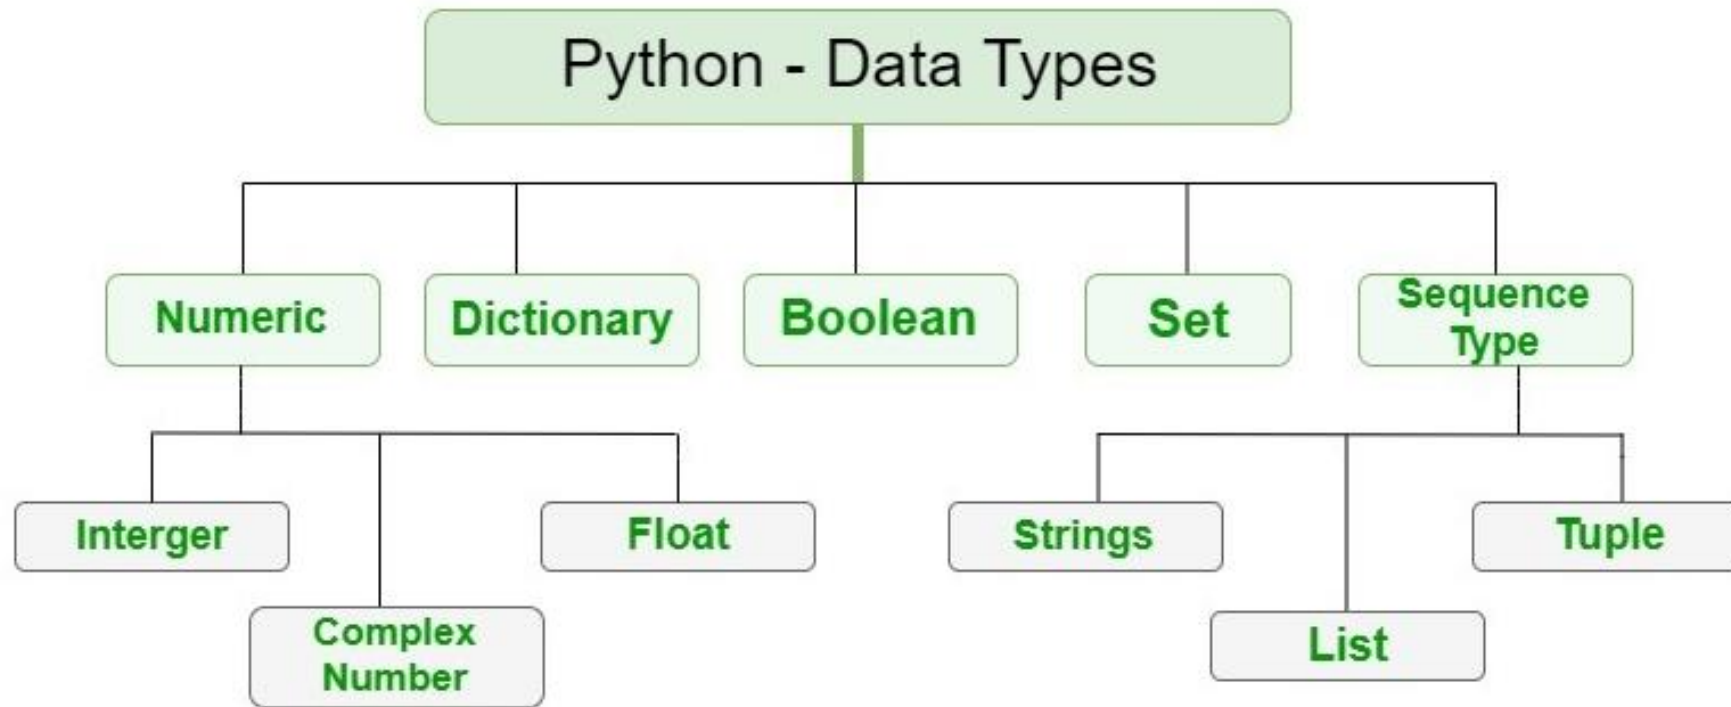 Python - Data Types
Numeric
Dictionary
Boolean
Set
Sequence
Type
Interger
Float
Strings
Tuple
Complex
Number
List